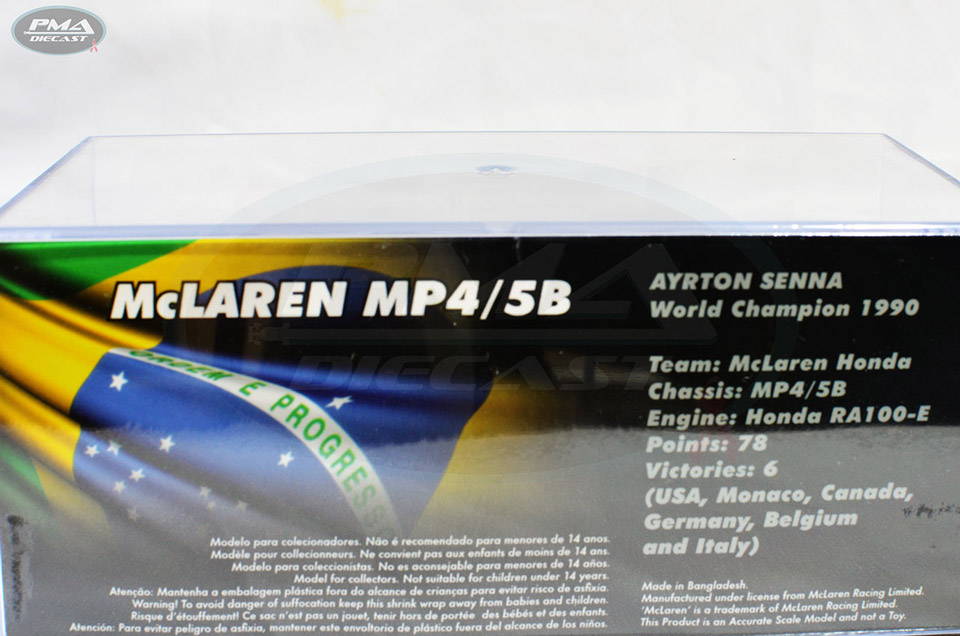 PMA
DIECAST
McLAREN MP4/5B
ORDEM E PROGRESS
AYRTON SENNA
World Champion 1990
Team: McLaren Honda
Chassis: MP4/5B
Engine: Honda RA100-E
Points: 78
Victories: 6
(USA, Monaco, Canada,
Germany, Belgium
and Italy)
PMA
DIECAST
Modelo para colecionadores. Não é recomendado para menores de 14 anos.
Modèle pour collectionneurs. Ne convient pas aux enfants de moins de 14 ans.
Modelo para coleccionistas. No es aconsejable para menores de 14 años.
Model for collectors. Not suitable for children under 14 years.
Atenção: Mantenha a embalagem plástica fora do alcance de crianças para evitar risco de asfixia.
Warning! To avoid danger of suffocation keep this shrink wrap away from babies and children.
Risque d'étouffement! Ce sac n'est pas un jouet, tenir hors de portée des bébés et des enfants.
Atención: Para evitar peligro de asfixia, mantener este envoltorio de plástico fuera del alcance de los niños.
Made in Bangladesh.
Manufactured under license from McLaren Racing Limited.
'McLaren' is a trademark of McLaren Racing Limited.
This Product is an Accurate Scale Model and not a Toy.